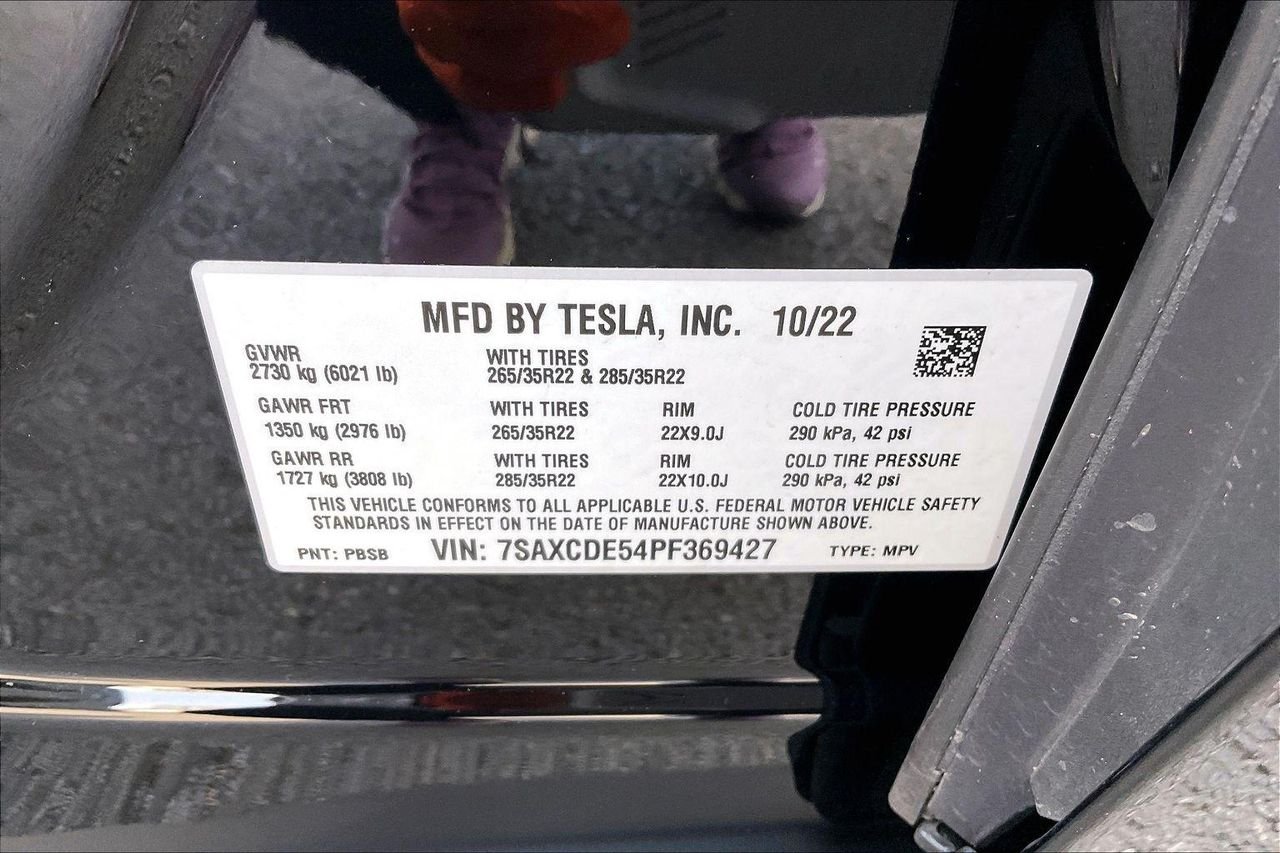 MFD BY TESLA, INC. 10/22
GVWR WITH TIRES
2730 kg (6021 lb) 265/35R22 & 285/35R22
GAWR FRT WITH TIRES RIM COLD TIRE PRESSURE
1350 kg (2976 lb) 265/35R22 22X9.0J 290 kPa, 42 psi
GAWR RR WITH TIRES RIM COLD TIRE PRESSURE
1727 kg (3808 lb) 285/35R22 22X10.0J 290 kPa, 42 psi
THIS VEHICLE CONFORMS TO ALL APPLICABLE U.S. FEDERAL MOTOR VEHICLE SAFETY
STANDARDS IN EFFECT ON THE DATE OF MANUFACTURE SHOWN ABOVE.
PNT: PBSB VIN: 7SAXCDE54PF369427 TYPE: MPV